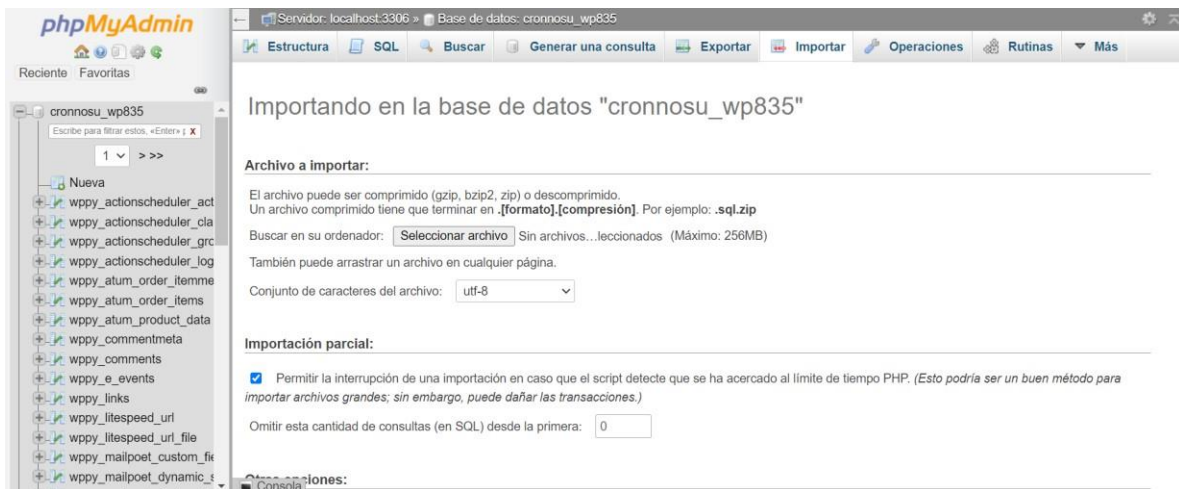 phpMyAdmin
Reciente Favoritas
cronnosu_wp835
Escribe para filtrar estos, «Enter» p X
1 > >>
Nueva
wppy_actionscheduler_act
wppy_actionscheduler_cla
wppy_actionscheduler_grc
wppy_actionscheduler_log
wppy_atum_order_itemme
wppy_atum_order_items
wppy_atum_product_data
wppy_commentmeta
wppy_comments
wppy_e_events
wppy_links
wppy_litespeed_url
wppy_litespeed_url_file
wppy_mailpoet_custom_fie
wppy_mailpoet_dynamic_s
Servidor: localhost:3306 » Base de datos: cronnosu_wp835
Estructura SQL Buscar Generar una consulta Exportar Importar Operaciones Rutinas Más
Importando en la base de datos "cronnosu_wp835"
Archivo a importar:
El archivo puede ser comprimido (gzip, bzip2, zip) o descomprimido.
Un archivo comprimido tiene que terminar en .[formato].[compresión]. Por ejemplo: .sql.zip
Buscar en su ordenador: Seleccionar archivo Sin archivos...leccionados (Máximo: 256MB)
También puede arrastrar un archivo en cualquier página.
Conjunto de caracteres del archivo: utf-8
Importación parcial:
Permitir la interrupción de una importación en caso que el script detecte que se ha acercado al límite de tiempo PHP. (Esto podría ser un buen método para
importar archivos grandes; sin embargo, puede dañar las transacciones.)
Omitir esta cantidad de consultas (en SQL) desde la primera: 0
Otras opciones:
Consola